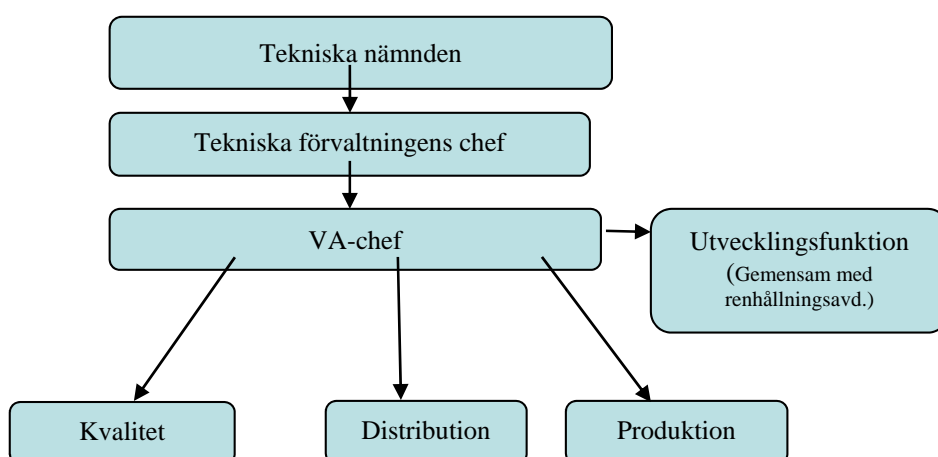 Tekniska nämnden
Tekniska förvaltningens chef
VA-chef
Utvecklingsfunktion
(Gemensam med
renhållningsavd.)
Kvalitet
Distribution
Produktion